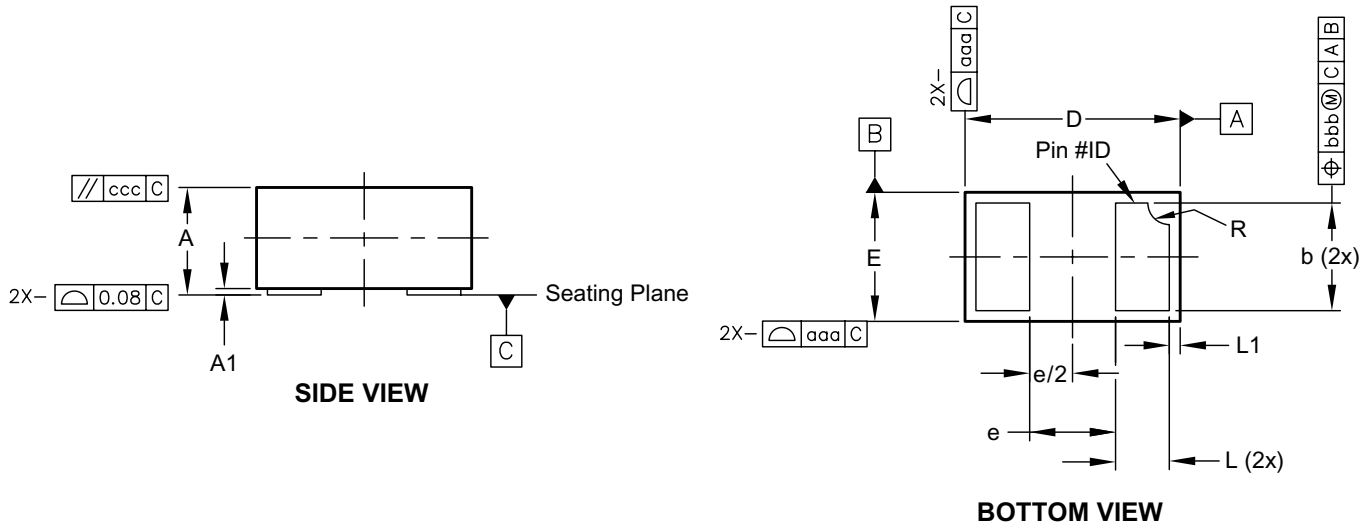 // ccc C
A
2X- ⌓ 0.08 C
A1
Seating Plane
C
SIDE VIEW
2X- ⌓ aaa C
D
A
B
Pin #ID
⌖ bbb Ⓜ C A B
R
E
b (2x)
2X- ⌓ aaa C
L1
e/2
e
L (2x)
BOTTOM VIEW